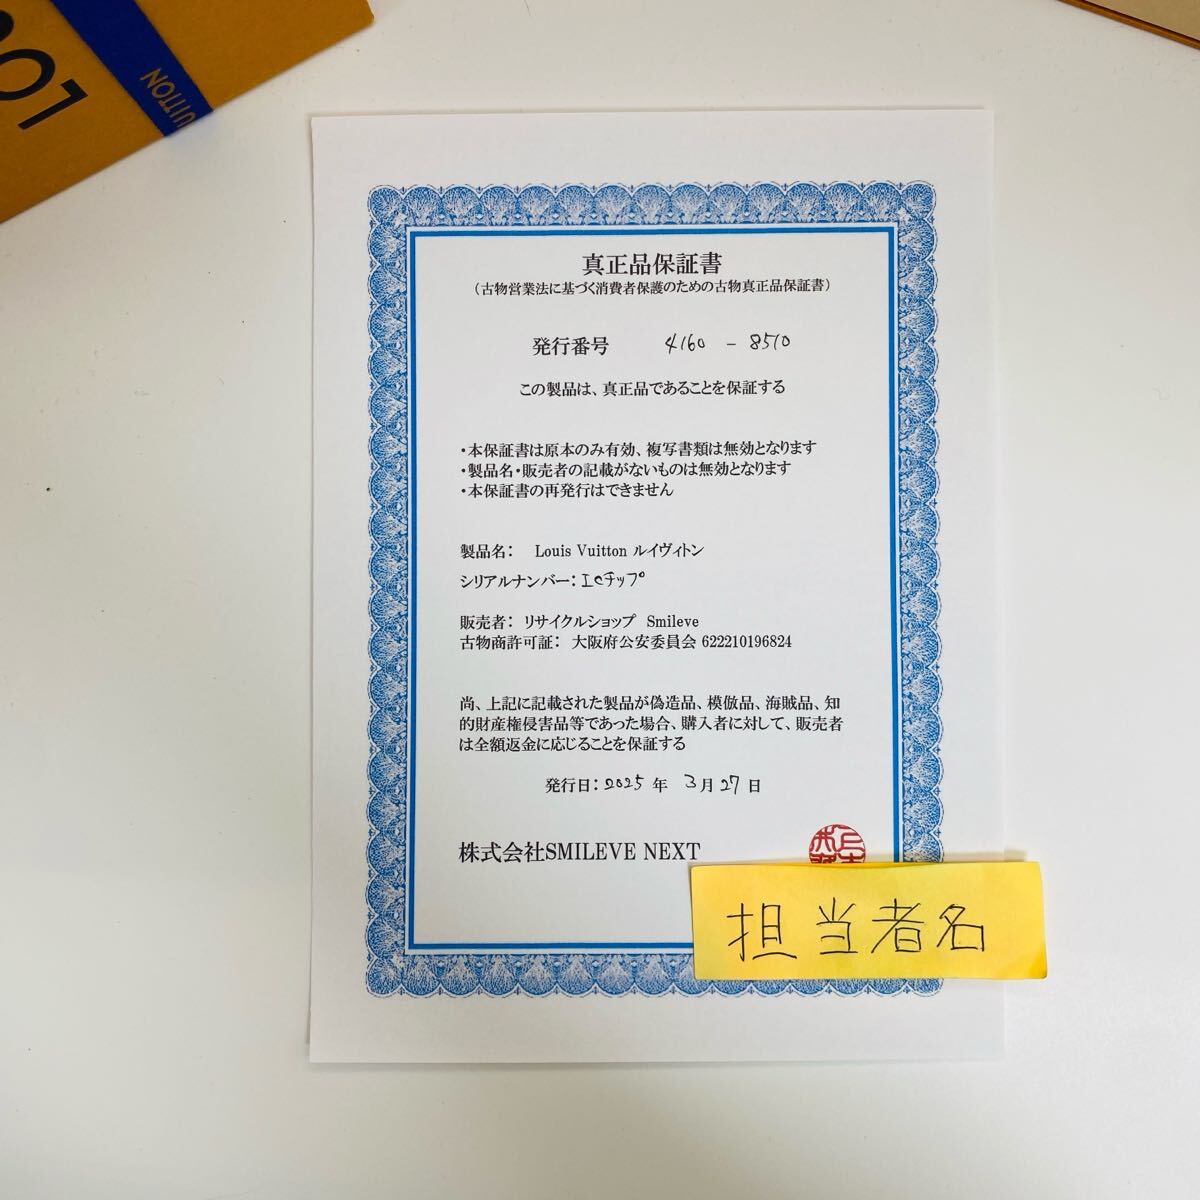 LOU
UITTON
真正品保証書
（古物営業法に基づく消費者保護のための古物真正品保証書）
発行番号 4160 - 8510
この製品は、真正品であることを保証する
・本保証書は原本のみ有効、複写書類は無効となります
・製品名・販売者の記載がないものは無効となります
・本保証書の再発行はできません
製品名： Louis Vuitton ルイヴィトン
シリアルナンバー：ICチップ
販売者： リサイクルショップ Smileve
古物商許可証： 大阪府公安委員会 622210196824
尚、上記に記載された製品が偽造品、模倣品、海賊品、知
的財産権侵害品等であった場合、購入者に対して、販売者
は全額返金に応じることを保証する
発行日：2025 年 3月 27日
株式会社SMILEVE NEXT
担当者名